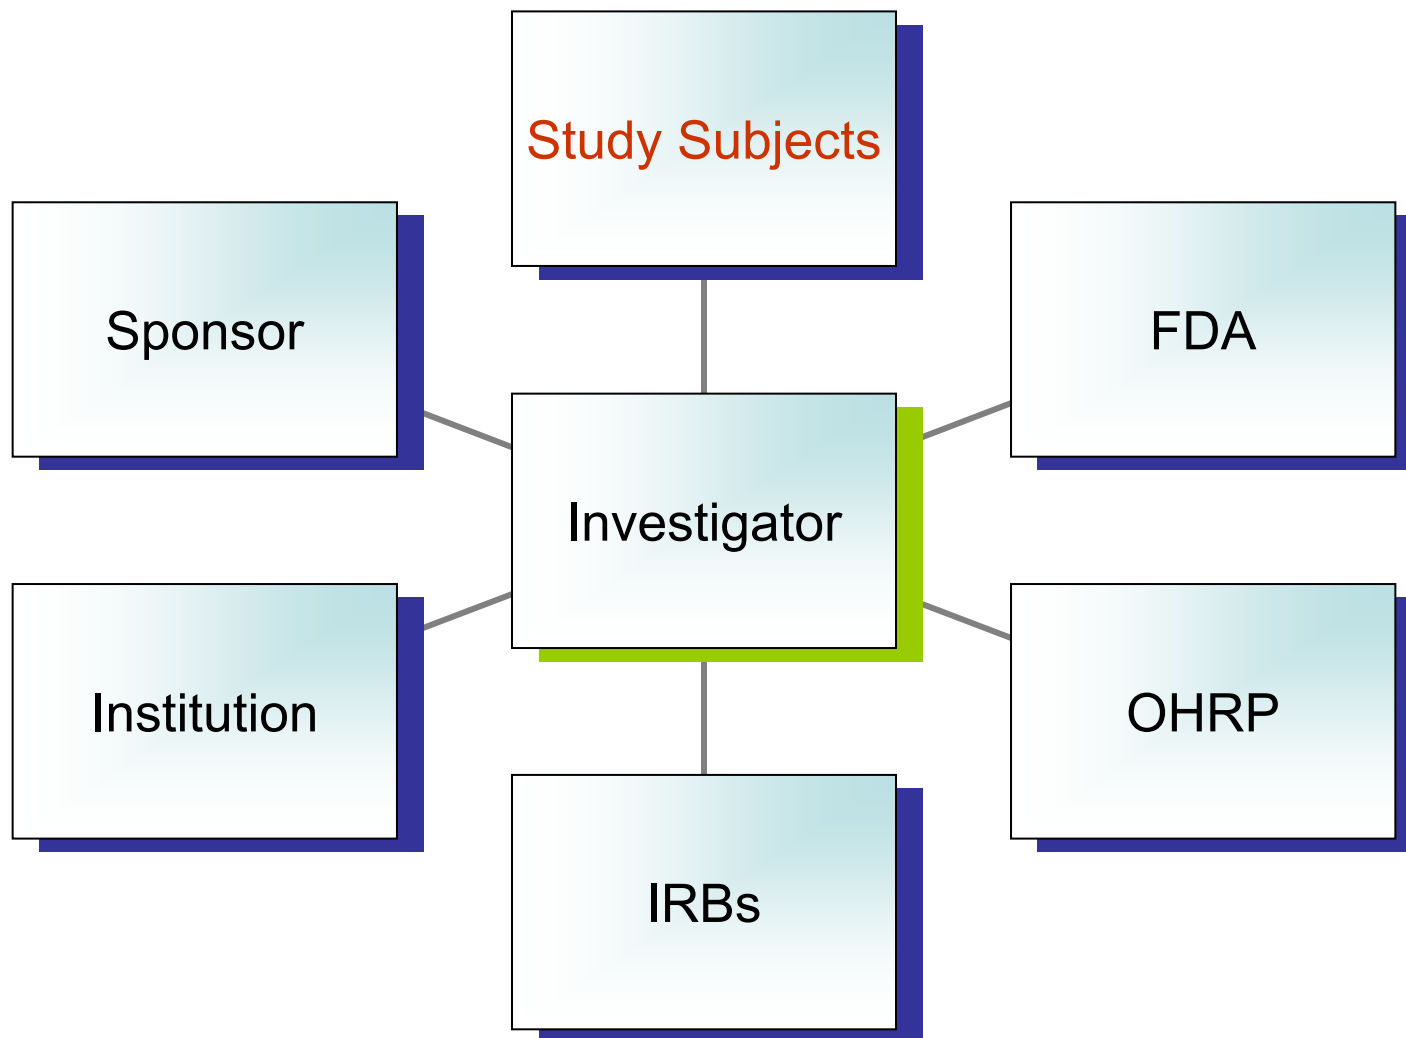 Study Subjects
Sponsor
FDA
Investigator
Institution
OHRP
IRBs